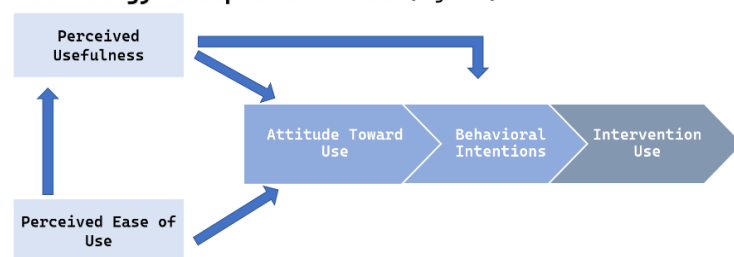 Perceived
Usefulness
Attitude Toward
Use
Behavioral
Intentions
Intervention
Use
Perceived Ease of
Use